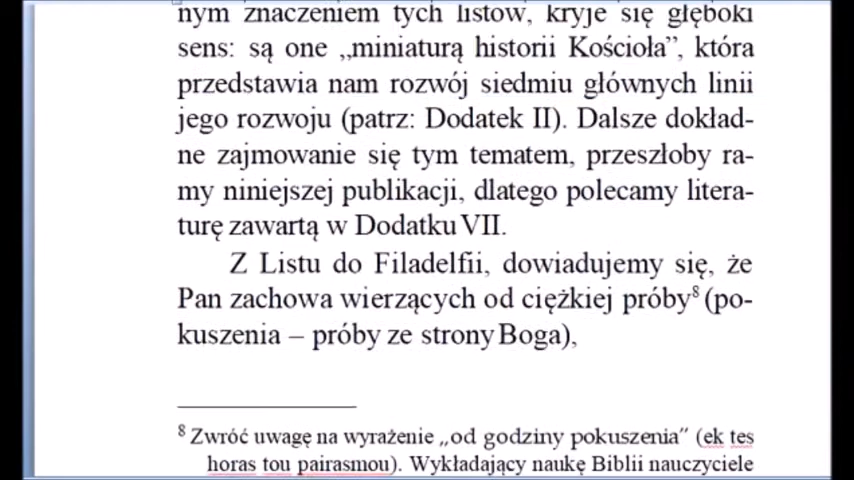 nym znaczeniem tych listów, kryje się głęboki
sens: są one „miniaturą historii Kościoła”, która
przedstawia nam rozwój siedmiu głównych linii
jego rozwoju (patrz: Dodatek II). Dalsze dokład-
ne zajmowanie się tym tematem, przeszłoby ra-
my niniejszej publikacji, dlatego polecamy litera-
turę zawartą w Dodatku VII.
Z Listu do Filadelfii, dowiadujemy się, że
Pan zachowa wierzących od ciężkiej próby⁸ (po-
kuszenia – próby ze strony Boga),
⁸ Zwróć uwagę na wyrażenie „od godziny pokuszenia” (ek tes
horas tou pairasmou). Wykładający naukę Biblii nauczyciele